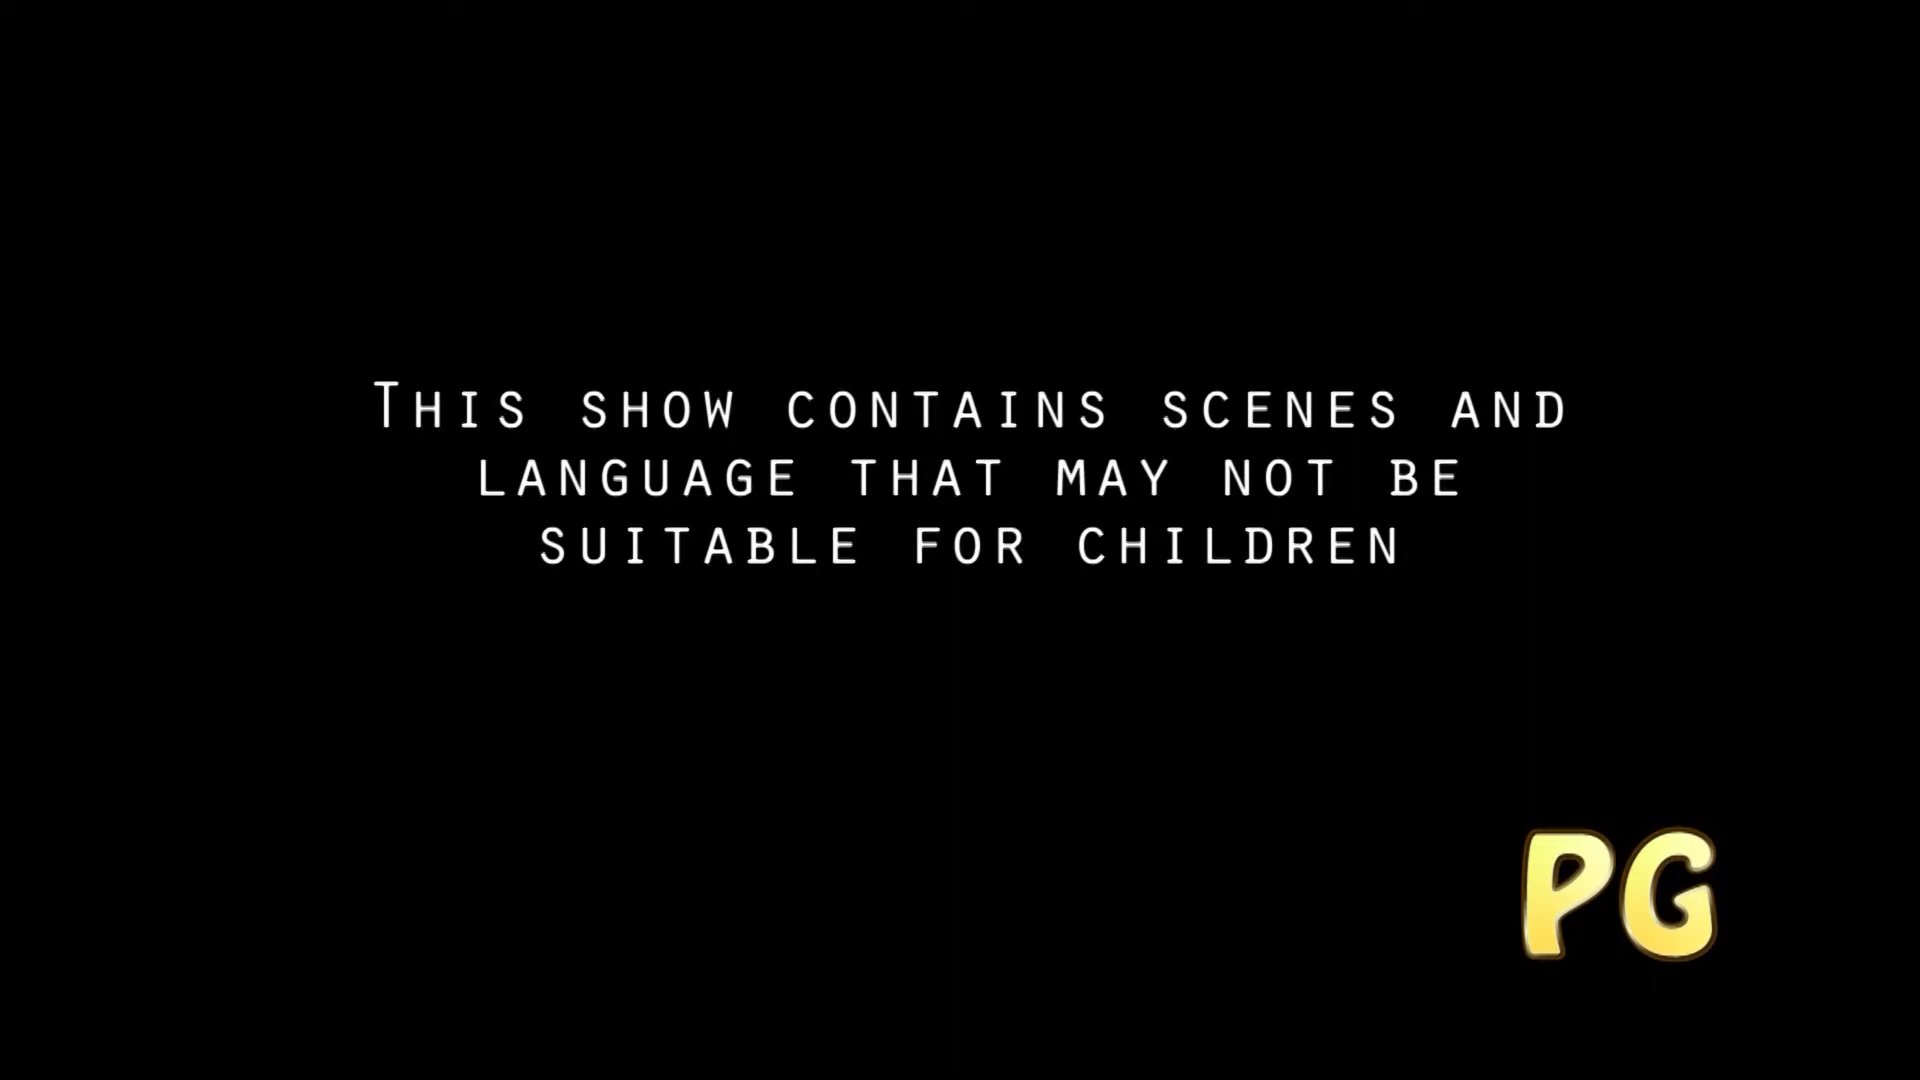 This show contains scenes and
language that may not be
suitable for children
PG